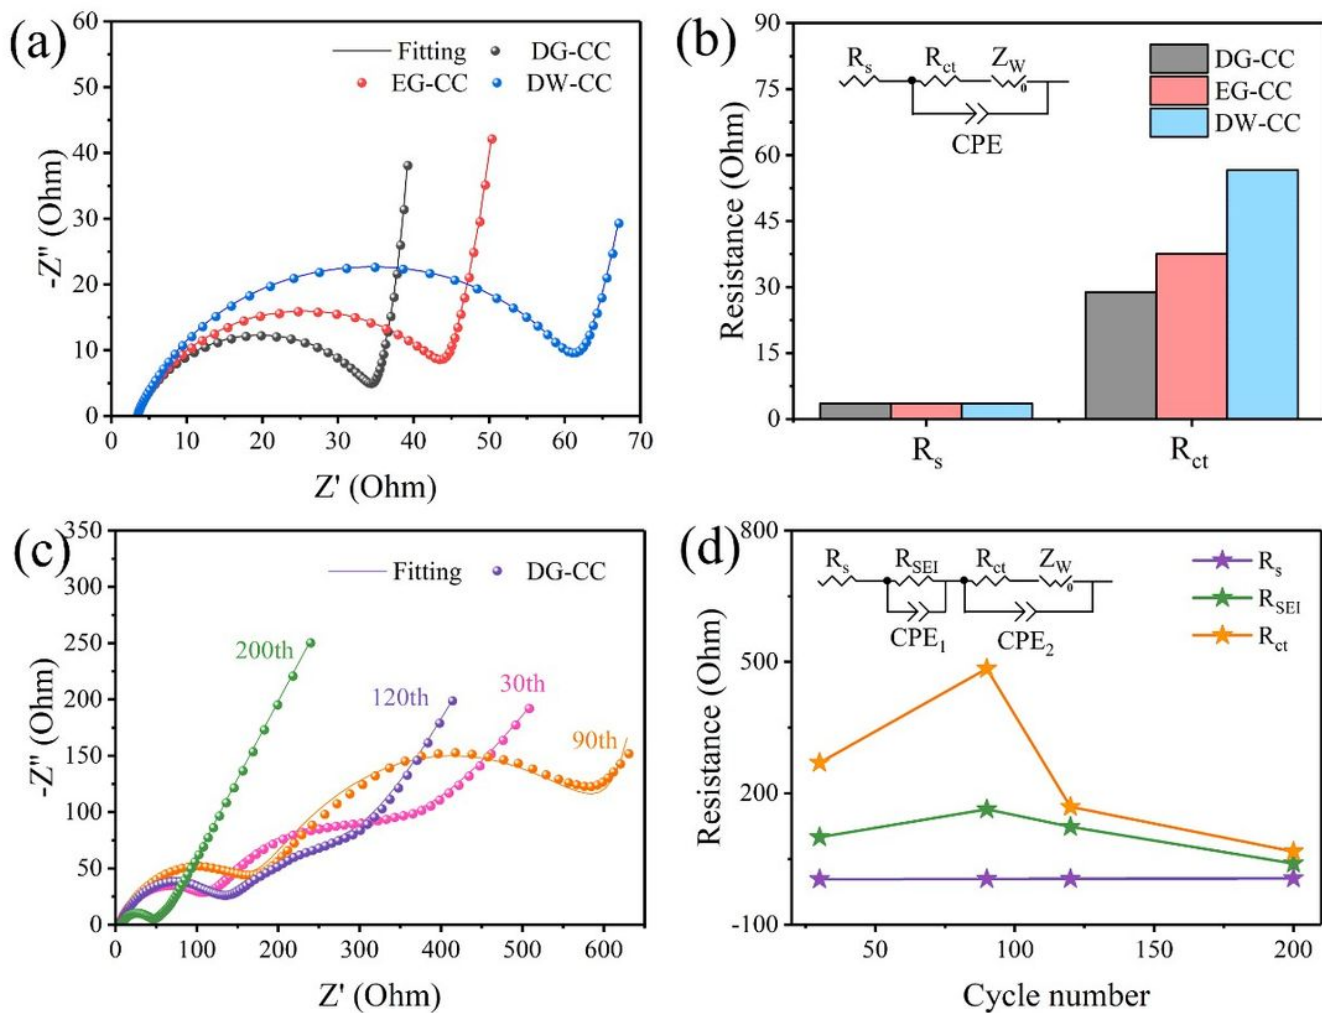 (a)
60
50
40
30
20
10
0
-Z" (Ohm)
Fitting DG-CC
EG-CC DW-CC
0 10 20 30 40 50 60 70
Z' (Ohm)
(b)
90
75
60
45
30
15
0
Resistance (Ohm)
Rs Rct ZW
0
CPE
DG-CC
EG-CC
DW-CC
Rs Rct
(c)
350
300
250
200
150
100
50
0
-Z" (Ohm)
Fitting DG-CC
200th
120th
30th
90th
0 100 200 300 400 500 600
Z' (Ohm)
(d)
800
500
200
-100
Resistance (Ohm)
Rs RSEI Rct ZW
0
CPE1 CPE2
Rs
RSEI
Rct
50 100 150 200
Cycle number